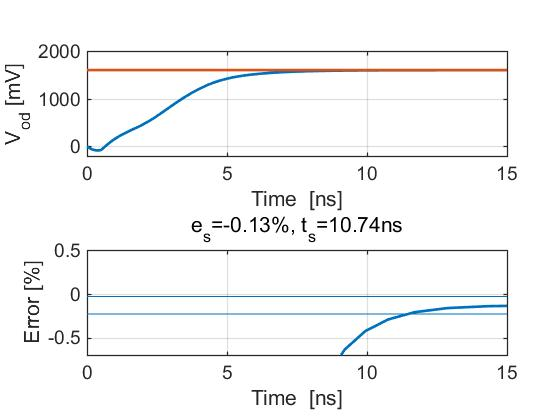 2000
1000
0
V_od [mV]
0 5 10 15
Time [ns]
e_s=-0.13%, t_s=10.74ns
0.5
0
-0.5
Error [%]
0 5 10 15
Time [ns]